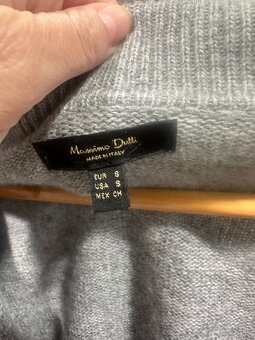 Massimo Dutti
MADE IN ITALY
EUR S
USA S
MEX CH